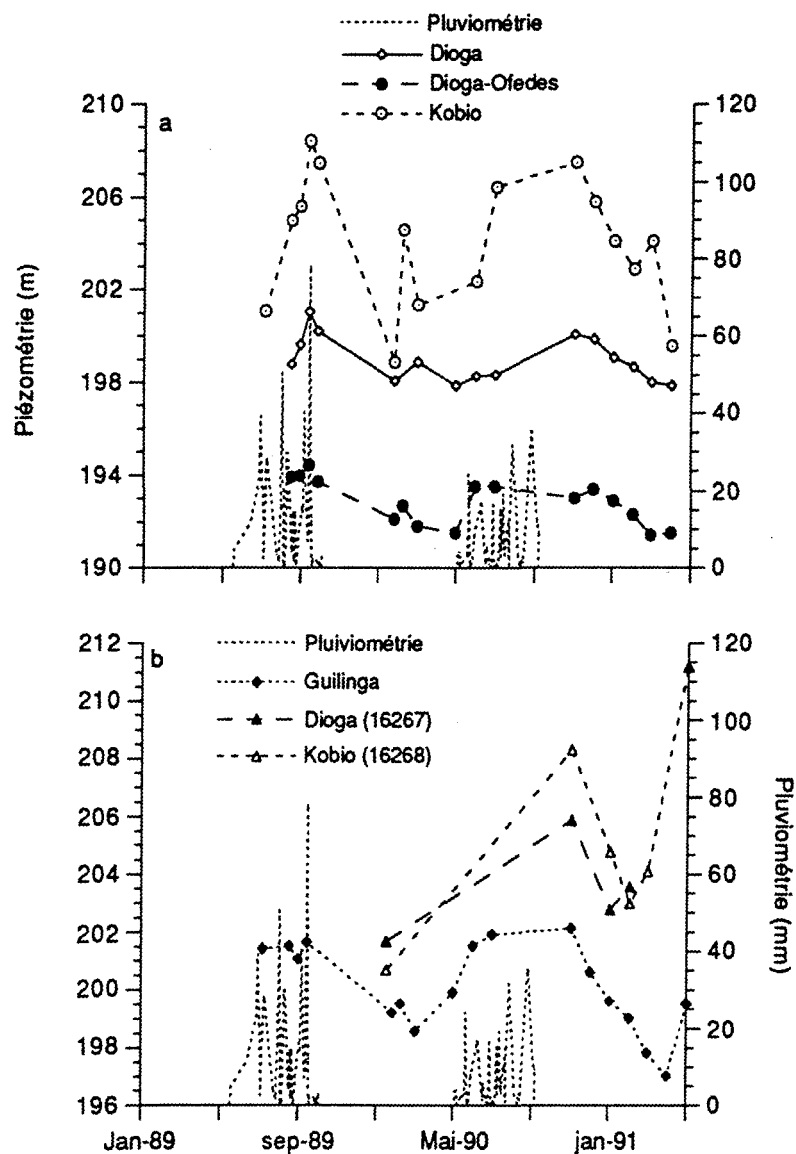 Pluviométrie
Dioga
Dioga-Ofedes
Kobio
a
210
206
202
198
194
190
Piézométrie (m)
120
100
80
60
40
20
0
b
Pluiviométrie
Guilinga
Dioga (16267)
Kobio (16268)
212
210
208
206
204
202
200
198
196
120
100
80
60
40
20
0
Pluviométrie (mm)
Jan-89
sep-89
Mai-90
jan-91